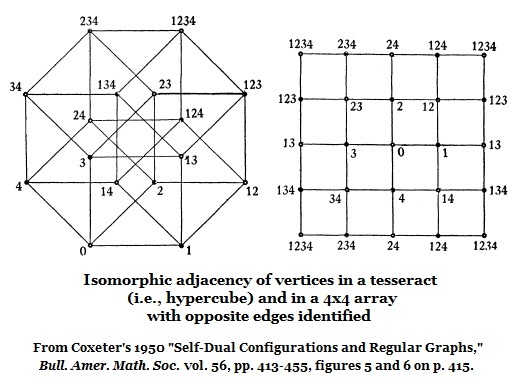 234 1234
34 134 23 123
24 124
3 13
4 14 2 12
0 1
1234 234 24 124 1234
123 23 2 12 123
13 3 0 1 13
134 34 4 14 134
1234 234 24 124 1234
Isomorphic adjacency of vertices in a tesseract
(i.e., hypercube) and in a 4x4 array
with opposite edges identified
From Coxeter's 1950 "Self-Dual Configurations and Regular Graphs,"
Bull. Amer. Math. Soc. vol. 56, pp. 413-455, figures 5 and 6 on p. 415.